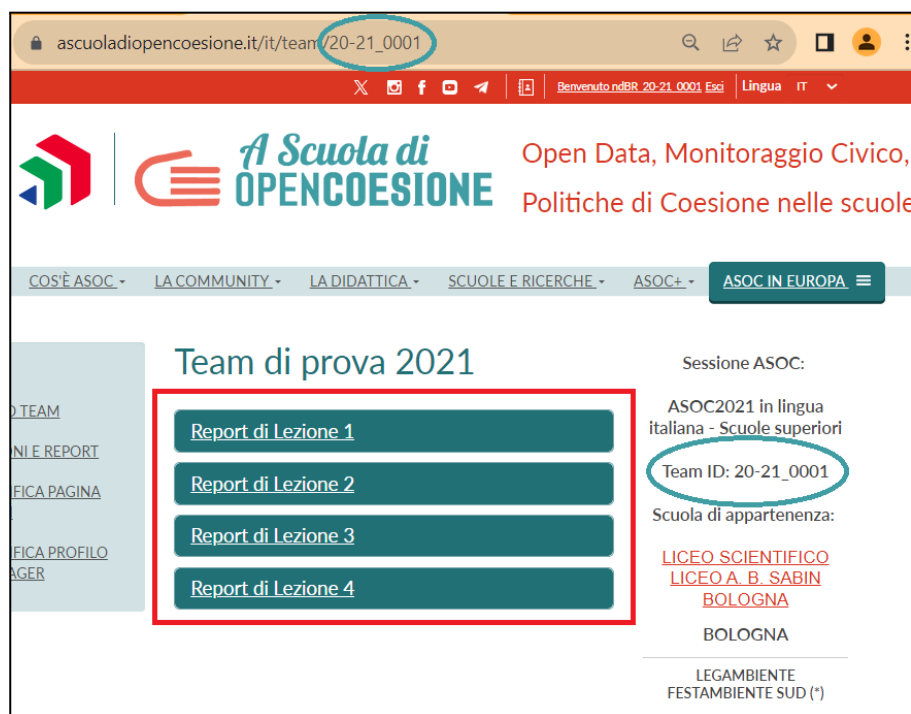 ascuoladiopencoesione.it/it/team/20-21_0001
Benvenuto ndBR_20-21_0001 Esci Lingua IT
A Scuola di
OPENCOESIONE
Open Data, Monitoraggio Civico,
Politiche di Coesione nelle scuole
COS'È ASOC LA COMMUNITY LA DIDATTICA SCUOLE E RICERCHE ASOC+ ASOC IN EUROPA
Team di prova 2021
TEAM
E REPORT
PAGINA
PROFILO
Report di Lezione 1
Report di Lezione 2
Report di Lezione 3
Report di Lezione 4
Sessione ASOC:
ASOC2021 in lingua
italiana - Scuole superiori
Team ID: 20-21_0001
Scuola di appartenenza:
LICEO SCIENTIFICO
LICEO A. B. SABIN
BOLOGNA
BOLOGNA
LEGAMBIENTE
FESTAMBIENTE SUD (*)